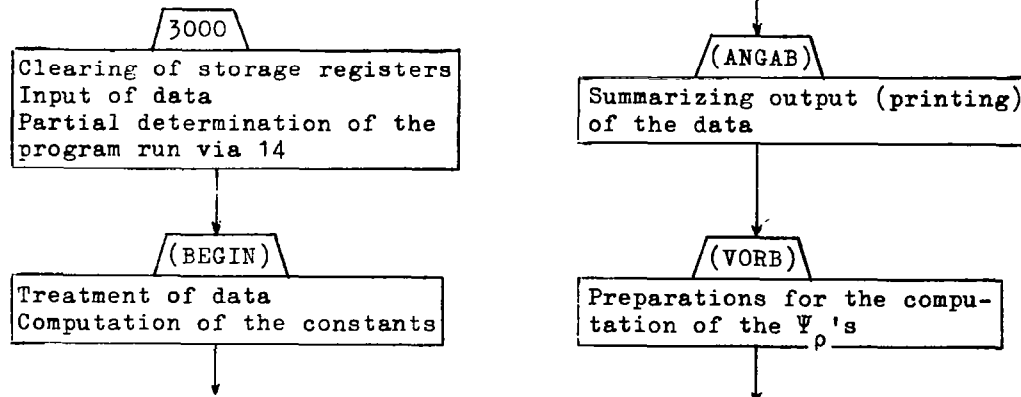 3000
Clearing of storage registers
Input of data
Partial determination of the
program run via 14
(BEGIN)
Treatment of data
Computation of the constants
(ANGAB)
Summarizing output (printing)
of the data
(VORB)
Preparations for the compu-
tation of the Ψρ's